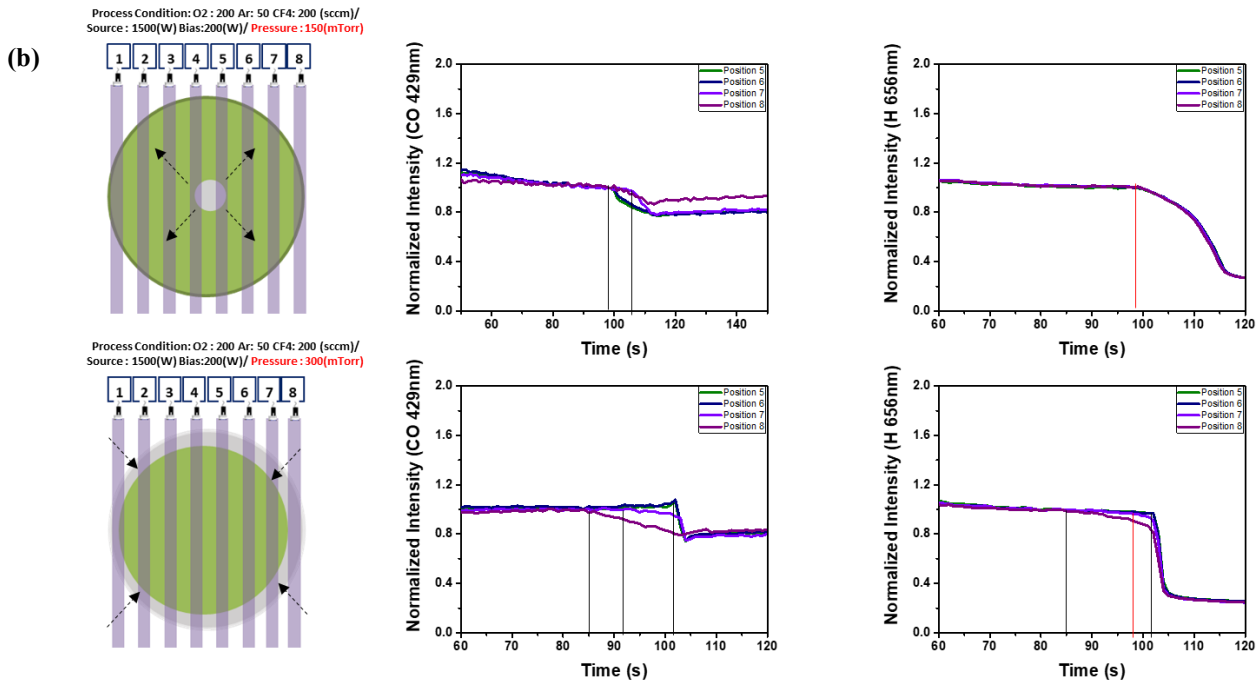 Process Condition: O2 : 200 Ar: 50 CF4: 200 (sccm)/
Source : 1500(W) Bias:200(W)/ Pressure : 150(mTorr)
(b)
1 2 3 4 5 6 7 8
Normalized Intensity (CO 429nm)
2.0
1.6
1.2
0.8
0.4
0.0
Position 5
Position 6
Position 7
Position 8
60 80 100 120 140
Time (s)
Normalized Intensity (H 656nm)
2.0
1.6
1.2
0.8
0.4
0.0
Position 5
Position 6
Position 7
Position 8
60 70 80 90 100 110 120
Time (s)
Process Condition: O2 : 200 Ar: 50 CF4: 200 (sccm)/
Source : 1500(W) Bias:200(W)/ Pressure : 300(mTorr)
1 2 3 4 5 6 7 8
Normalized Intensity (CO 429nm)
2.0
1.6
1.2
0.8
0.4
0.0
Position 5
Position 6
Position 7
Position 8
60 70 80 90 100 110 120
Time (s)
Normalized Intensity (H 656nm)
2.0
1.6
1.2
0.8
0.4
0.0
Position 5
Position 6
Position 7
Position 8
60 70 80 90 100 110 120
Time (s)